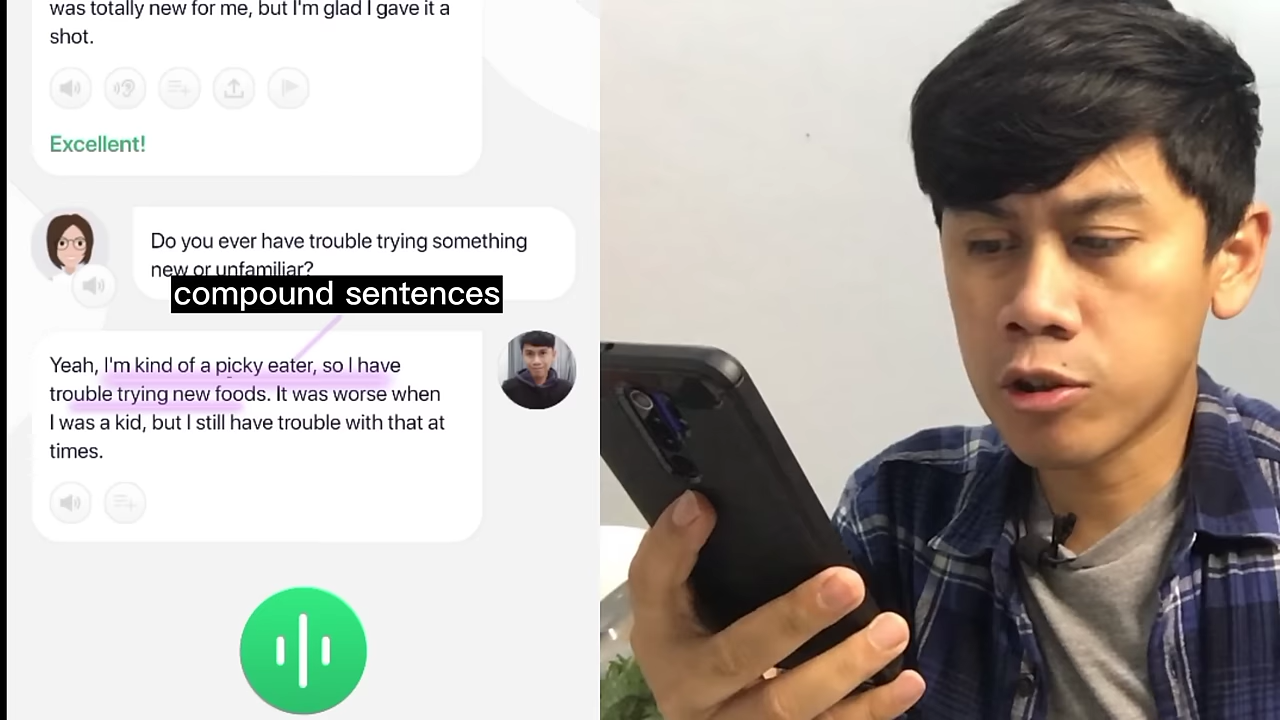 was totally new for me, but I'm glad I gave it a
shot.
Excellent!
Do you ever have trouble trying something
new or unfamiliar?
compound sentences
Yeah, I'm kind of a picky eater, so I have
trouble trying new foods. It was worse when
I was a kid, but I still have trouble with that at
times.